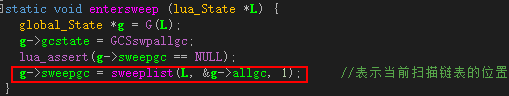 static void entersweep (lua_State *L) {
global_State *g = G(L);
g->gcstate = GCSswpallgc;
lua_assert(g->sweepgc == NULL);
g->sweepgc = sweeplist(L, &g->allgc, 1); //表示当前扫描链表的位置
}